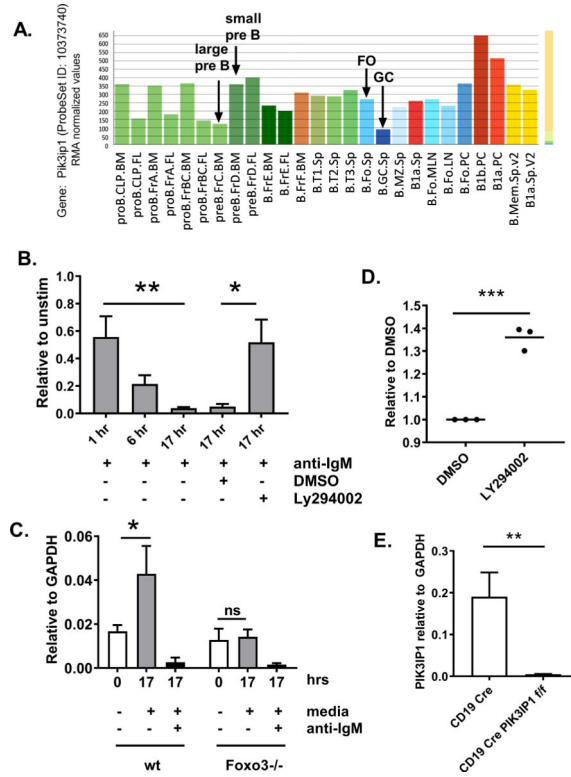 A.
Gene: Pik3ip1 (ProbeSet ID: 10373740)
RMA normalized values
650
600
550
500
450
400
350
300
250
200
150
100
50
0
large
pre B
small
pre B
FO
GC
proB.CLP.BM
proB.CLP.FL
proB.FrA.BM
proB.FrA.FL
proB.FrBC.BM
proB.FrBC.FL
preB.FrC.BM
preB.FrD.BM
preB.FrD.FL
B.FrE.BM
B.FrE.FL
B.FrF.BM
B.T1.Sp
B.T2.Sp
B.T3.Sp
B.Fo.Sp
B.GC.Sp
B.MZ.Sp
B1a.Sp
B.Fo.MLN
B.Fo.LN
B.Fo.PC
B1b.PC
B1a.PC
B.Mem.Sp.v2
B1a.Sp.V2
B.
Relative to unstim
1.0
0.8
0.6
0.4
0.2
0.0
** *
1 hr 6 hr 17 hr 17 hr 17 hr
+ + + + + anti-IgM
- - - + - DMSO
- - - - + Ly294002
C.
Relative to GAPDH
0.06
0.04
0.02
0.00
* ns
0 17 17 0 17 17 hrs
- + + - + + media
- - + - - + anti-IgM
wt Foxo3-/-
D.
Relative to DMSO
1.5
1.4
1.3
1.2
1.1
1.0
0.9
***
DMSO LY294002
E.
PIK3IP1 relative to GAPDH
0.3
0.2
0.1
0.0
**
CD19 Cre
CD19 Cre PIK3IP1 f/f